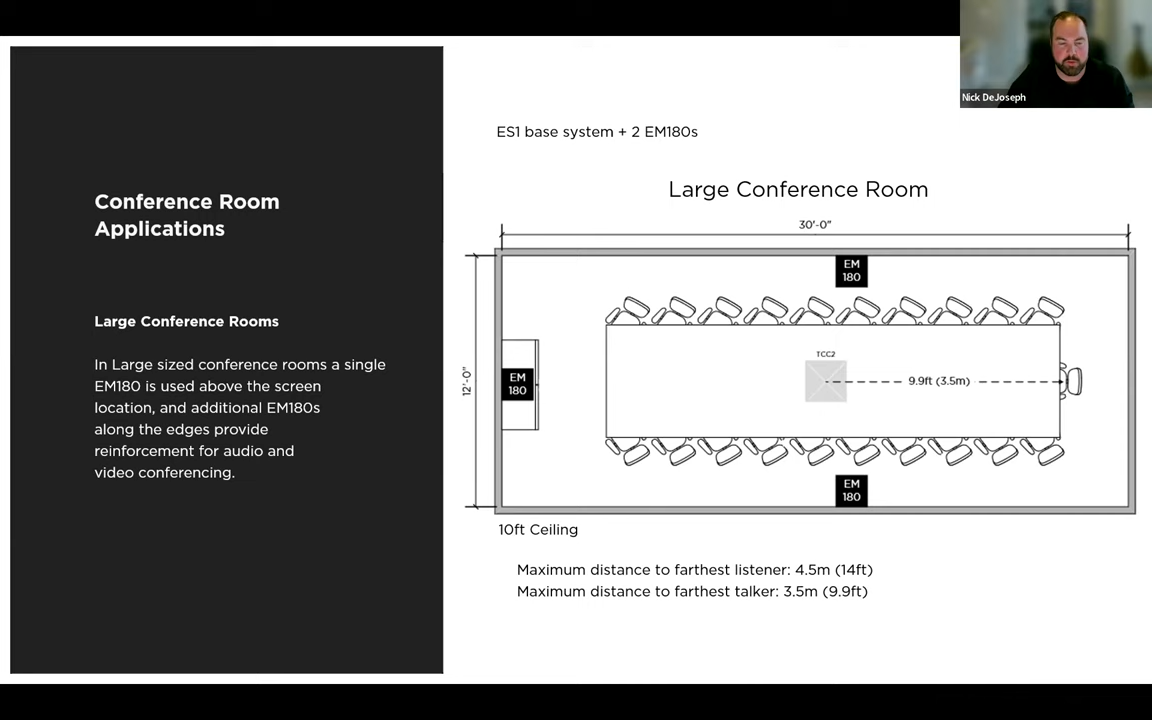 Nick DeJoseph
Conference Room
Applications
Large Conference Rooms
In Large sized conference rooms a single
EM180 is used above the screen
location, and additional EM180s
along the edges provide
reinforcement for audio and
video conferencing.
ES1 base system + 2 EM180s
Large Conference Room
30'-0"
12'-0"
EM
180
EM
180
TCC2
9.9ft (3.5m)
EM
180
10ft Ceiling
Maximum distance to farthest listener: 4.5m (14ft)
Maximum distance to farthest talker: 3.5m (9.9ft)